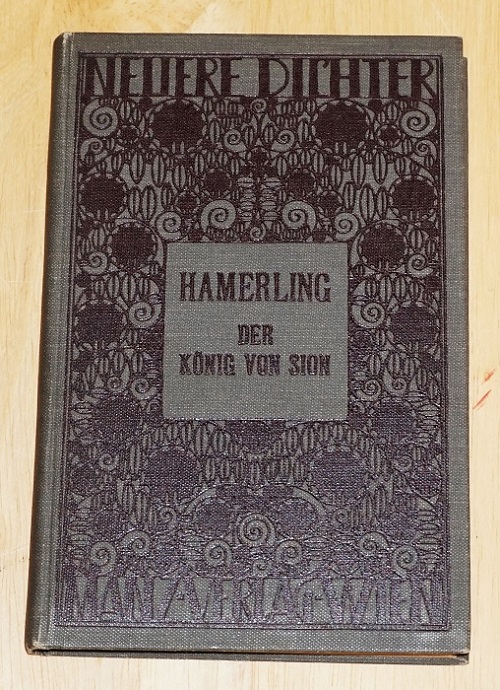 NEUERE DICHTER
HAMERLING
DER
KÖNIG VON SION
MANZ VERLAG WIEN